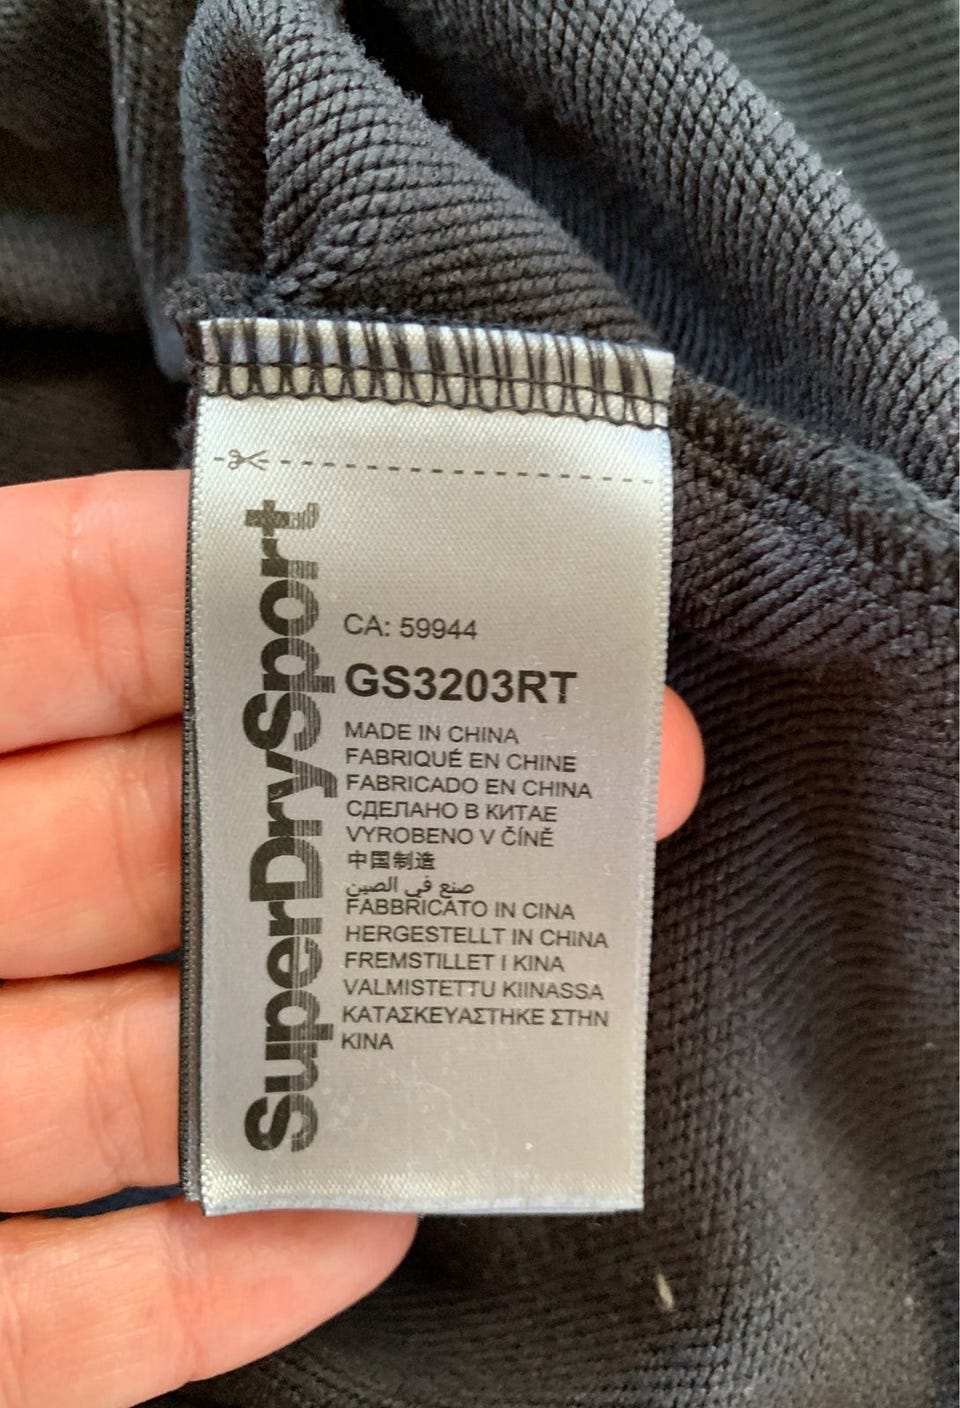 SuperDrySport
CA: 59944
GS3203RT
MADE IN CHINA
FABRIQUÉ EN CHINE
FABRICADO EN CHINA
СДЕЛАНО В КИТАЕ
VYROBENO V ČÍNĚ
中国制造
صنع في الصين
FABBRICATO IN CINA
HERGESTELLT IN CHINA
FREMSTILLET I KINA
VALMISTETTU KIINASSA
ΚΑΤΑΣΚΕΥΑΣΤΗΚΕ ΣΤΗΝ
ΚΙΝΑ